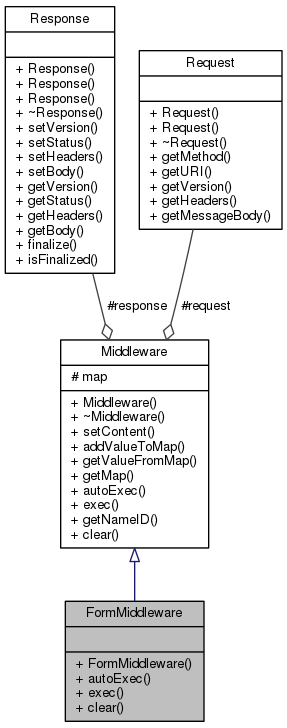 Response
+ Response()
+ Response()
+ Response()
+ ~Response()
+ setVersion()
+ setStatus()
+ setHeaders()
+ setBody()
+ getVersion()
+ getStatus()
+ getHeaders()
+ getBody()
+ finalize()
+ isFinalized()
Request
+ Request()
+ Request()
+ ~Request()
+ getMethod()
+ getURI()
+ getVersion()
+ getHeaders()
+ getMessageBody()
#response
#request
Middleware
# map
+ Middleware()
+ ~Middleware()
+ setContent()
+ addValueToMap()
+ getValueFromMap()
+ getMap()
+ autoExec()
+ exec()
+ getNameID()
+ clear()
FormMiddleware
+ FormMiddleware()
+ autoExec()
+ exec()
+ clear()